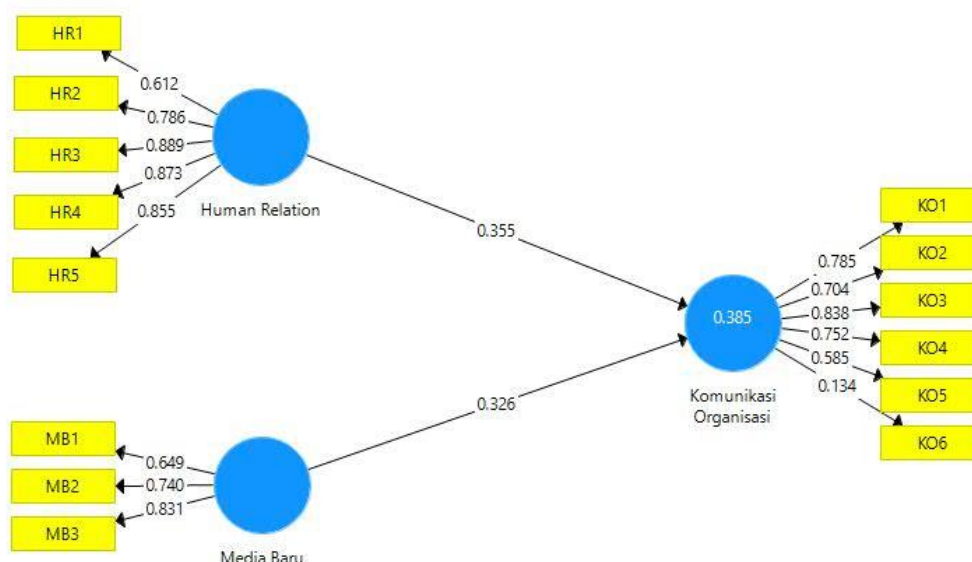 HR1
HR2
HR3
HR4
HR5
0.612
0.786
0.889
0.873
0.855
Human Relation
0.355
0.326
MB1
MB2
MB3
0.649
0.740
0.831
Media Baru
0.385
Komunikasi
Organisasi
0.785
0.704
0.838
0.752
0.585
0.134
KO1
KO2
KO3
KO4
KO5
KO6